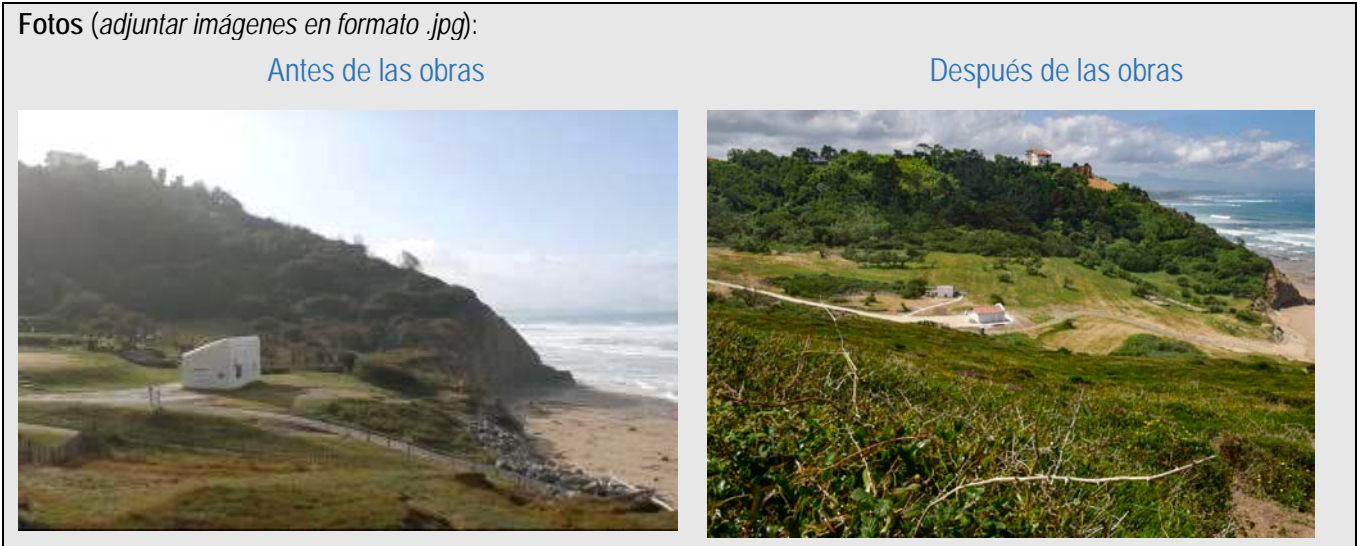 Fotos (adjuntar imágenes en formato .jpg):
Antes de las obras
Después de las obras